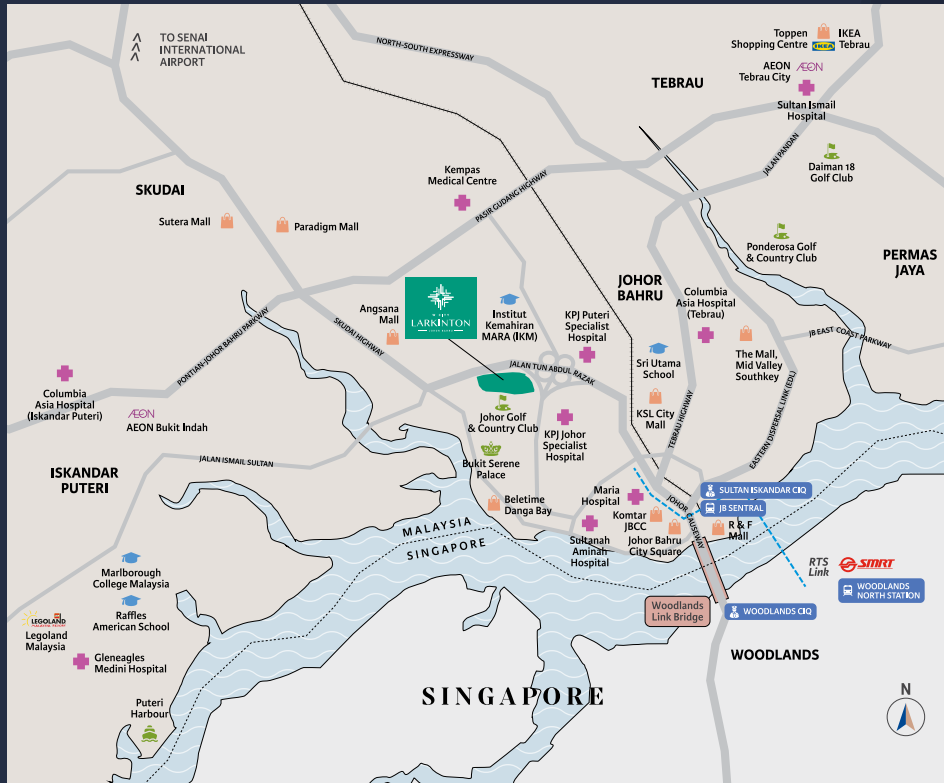 TO SENAI
INTERNATIONAL
AIRPORT
NORTH-SOUTH EXPRESSWAY
Toppen
Shopping Centre
IKEA
IKEA
Tebrau
TEBRAU
AEON
Tebrau City
AEON
Sultan Ismail
Hospital
JALAN PANDAN
Daiman 18
Golf Club
Kempas
Medical Centre
PASIR GUDANG HIGHWAY
SKUDAI
Sutera Mall
Paradigm Mall
Ponderosa Golf
& Country Club
PERMAS
JAYA
JOHOR
BAHRU
LARKINTON
Angsana
Mall
Institut
Kemahiran
MARA (IKM)
KPJ Puteri
Specialist
Hospital
Columbia
Asia Hospital
(Tebrau)
SKUDAI HIGHWAY
PONTIAN-JOHOR BAHRU PARKWAY
JB EAST COAST PARKWAY
Sri Utama
School
The Mall,
Mid Valley
Southkey
JALAN TUN ABDUL RAZAK
Columbia
Asia Hospital
(Iskandar Puteri)
AEON
AEON Bukit Indah
Johor Golf
& Country Club
KPJ Johor
Specialist
Hospital
KSL City
Mall
TEBRAU HIGHWAY
EASTERN DISPERSAL LINK (EDL)
JALAN ISMAIL SULTAN
ISKANDAR
PUTERI
Bukit Serene
Palace
Beletime
Danga Bay
Maria
Hospital
Komtar
JBCC
Sultanah
Aminah
Hospital
Johor Bahru
City Square
JOHOR CAUSEWAY
SULTAN ISKANDAR CIQ
JB SENTRAL
R & F
Mall
MALAYSIA
SINGAPORE
RTS
Link
SMRT
WOODLANDS
NORTH STATION
Marlborough
College Malaysia
Raffles
American School
LEGOLAND
MALAYSIA RESORT
Legoland
Malaysia
Gleneagles
Medini Hospital
Woodlands
Link Bridge
WOODLANDS CIQ
WOODLANDS
Puteri
Harbour
SINGAPORE
N